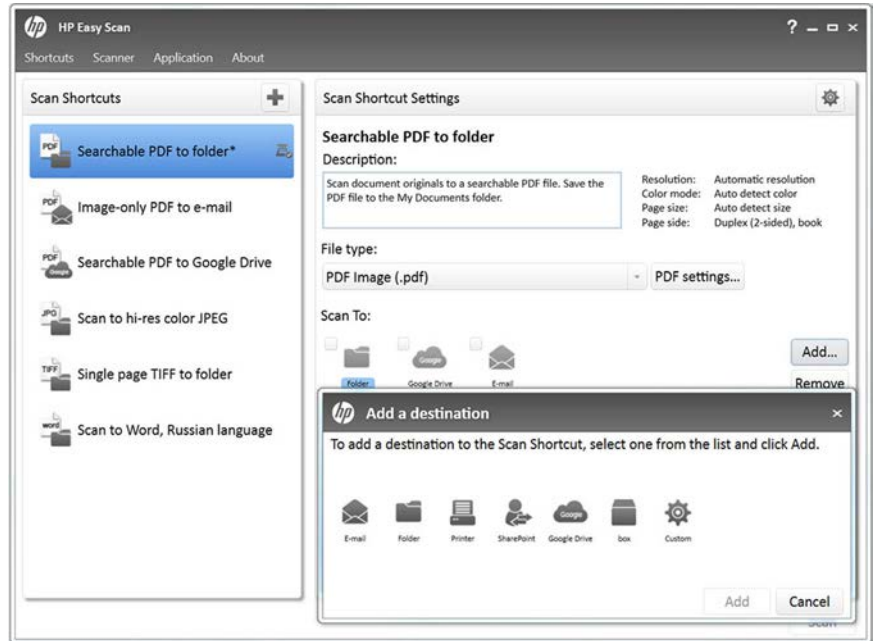 hp HP Easy Scan ?
Shortcuts Scanner Application About
Scan Shortcuts
PDF Searchable PDF to folder*
PDF Image-only PDF to e-mail
PDF Google Searchable PDF to Google Drive
JPG Scan to hi-res color JPEG
TIFF Single page TIFF to folder
word Scan to Word, Russian language
Scan Shortcut Settings
Searchable PDF to folder
Description:
Scan document originals to a searchable PDF file. Save the
PDF file to the My Documents folder.
Resolution: Automatic resolution
Color mode: Auto detect color
Page size: Auto detect size
Page side: Duplex (2-sided), book
File type:
PDF Image (.pdf) PDF settings...
Scan To:
Google
Folder Google Drive E-mail
Add...
Remove
hp Add a destination
To add a destination to the Scan Shortcut, select one from the list and click Add.
Google
E-mail Folder Printer SharePoint Google Drive box Custom
Add Cancel
Scan